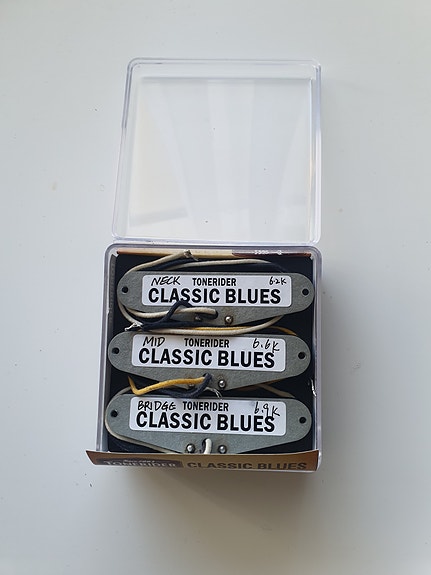 NECK TONERIDER 6.2K
CLASSIC BLUES
MID TONERIDER 6.6K
CLASSIC BLUES
BRIDGE TONERIDER 6.9K
CLASSIC BLUES
TONERIDER CLASSIC BLUES